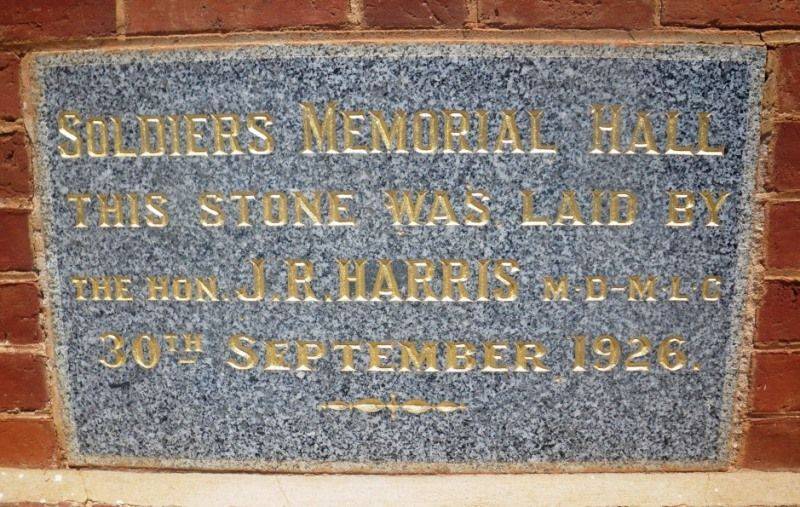 SOLDIERS MEMORIAL HALL
THIS STONE WAS LAID BY
THE HON. J.R. HARRIS M·D-M·L·C
30TH SEPTEMBER 1926.